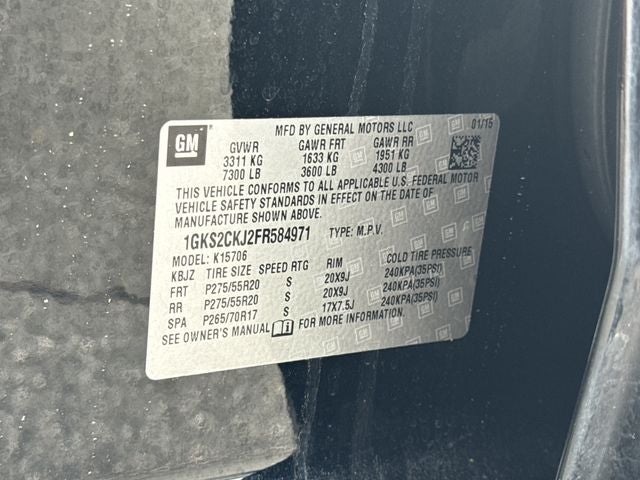 GM
MFD BY GENERAL MOTORS LLC 01/15
GVWR GAWR FRT GAWR RR
3311 KG 1633 KG 1951 KG
7300 LB 3600 LB 4300 LB
THIS VEHICLE CONFORMS TO ALL APPLICABLE U.S. FEDERAL MOTOR
VEHICLE SAFETY STANDARDS IN EFFECT ON THE DATE OF
MANUFACTURE SHOWN ABOVE.
1GKS2CKJ2FR584971 TYPE: M.P.V.
MODEL: K15706
KBJZ TIRE SIZE SPEED RTG RIM COLD TIRE PRESSURE
FRT P275/55R20 S 20X9J 240KPA(35PSI)
RR P275/55R20 S 20X9J 240KPA(35PSI)
SPA P265/70R17 S 17X7.5J 240KPA(35PSI)
SEE OWNER'S MANUAL FOR MORE INFORMATION.